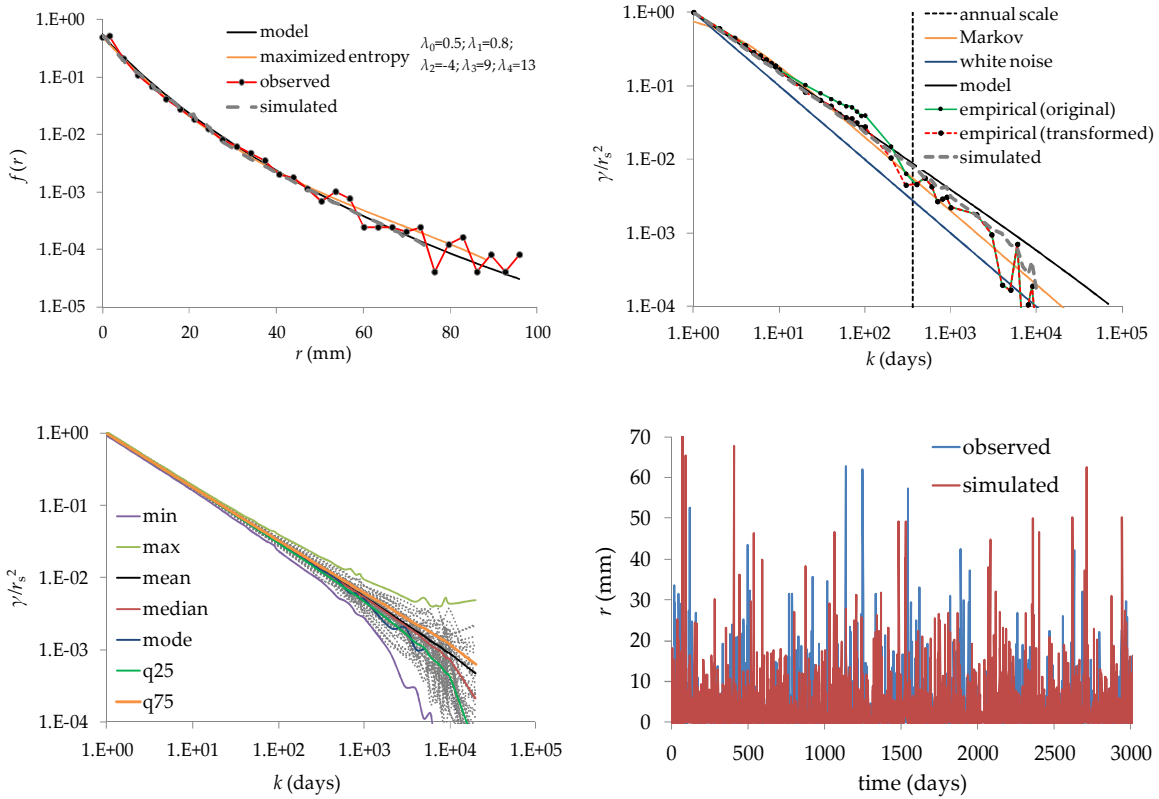 1.E+00
1.E-01
1.E-02
1.E-03
1.E-04
1.E-05
f (r)
0 20 40 60 80 100
r (mm)
model
maximized entropy
observed
simulated
λ0=0.5; λ1=0.8;
λ2=-4; λ3=9; λ4=13
1.E+00
1.E-01
1.E-02
1.E-03
1.E-04
γ/rs2
1.E+00 1.E+01 1.E+02 1.E+03 1.E+04 1.E+05
k (days)
annual scale
Markov
white noise
model
empirical (original)
empirical (transformed)
simulated
1.E+00
1.E-01
1.E-02
1.E-03
1.E-04
γ/rs2
1.E+00 1.E+01 1.E+02 1.E+03 1.E+04 1.E+05
k (days)
min
max
mean
median
mode
q25
q75
70
60
50
40
30
20
10
0
r (mm)
0 500 1000 1500 2000 2500 3000
time (days)
observed
simulated